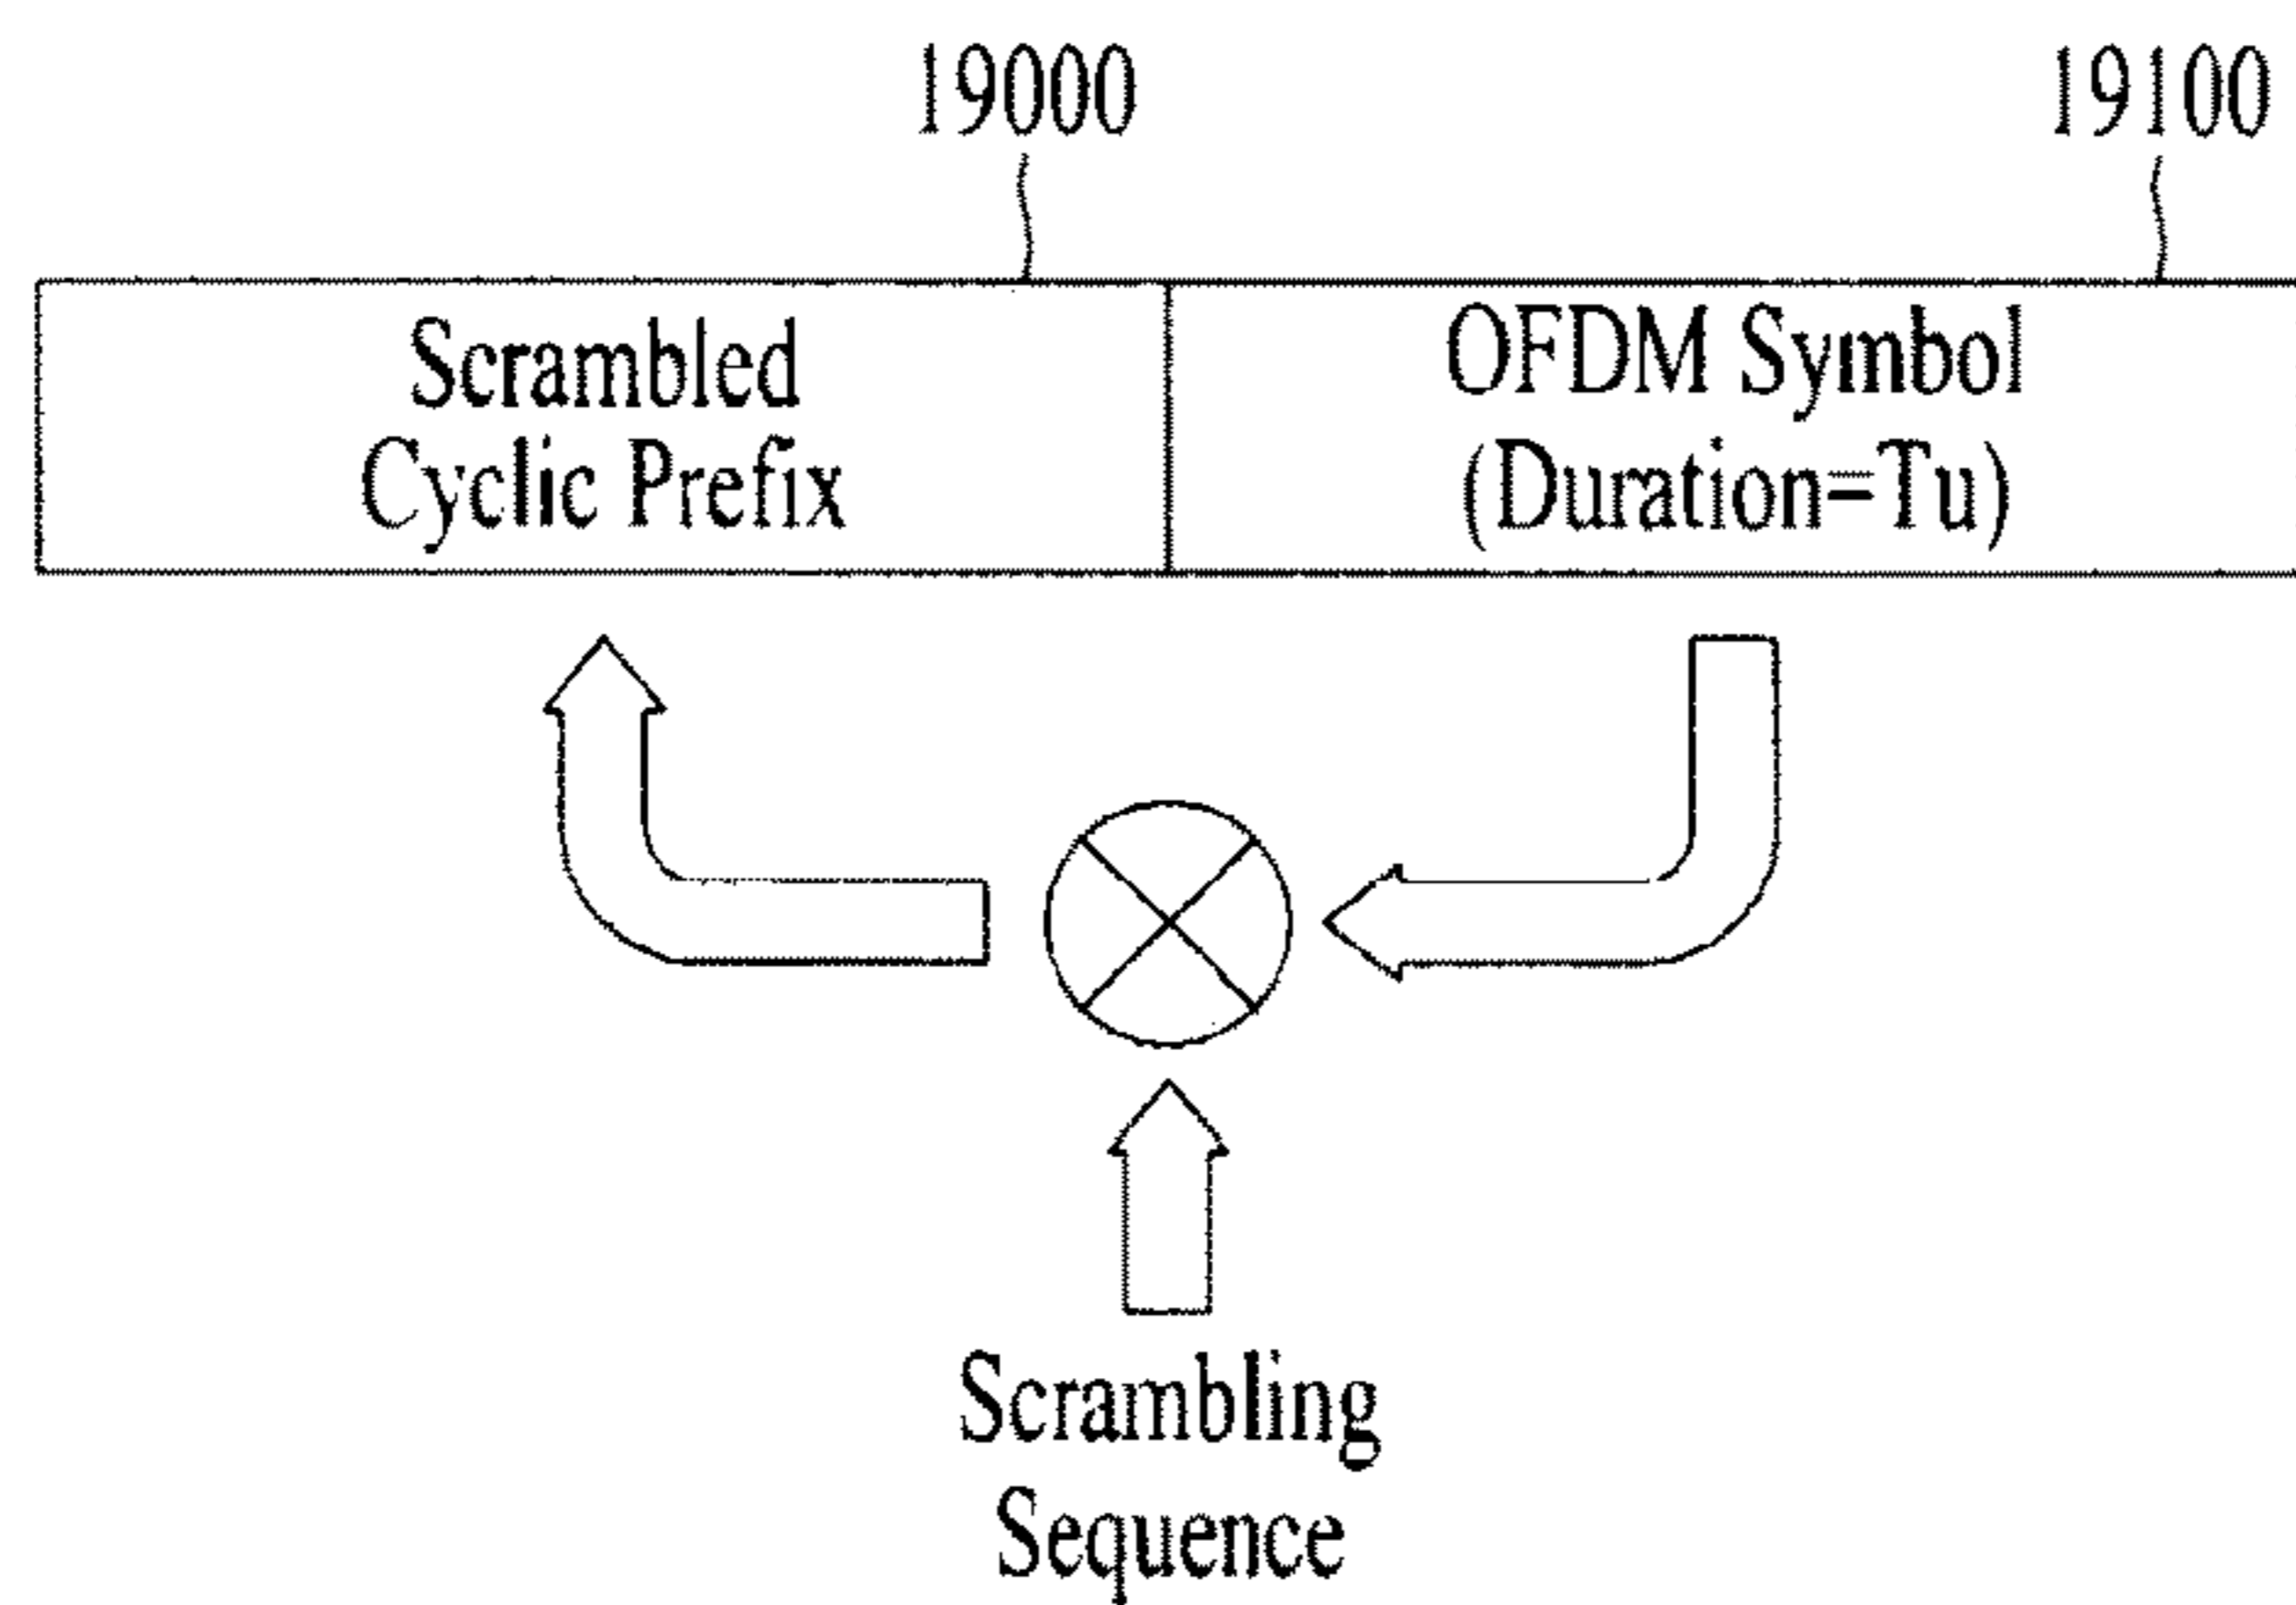 19000 19100
Scrambled
Cyclic Prefix
OFDM Symbol
(Duration=Tu)
Scrambling
Sequence